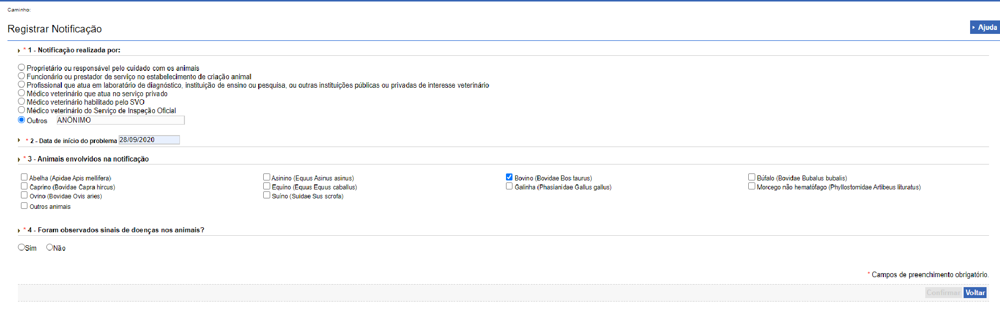 Caminho:
Registrar Notificação
Ajuda
* 1 - Notificação realizada por:
Proprietário ou responsável pelo cuidado com os animais
Funcionário ou prestador de serviço no estabelecimento de criação animal
Profissional que atua em laboratório de diagnóstico, instituição de ensino ou pesquisa, ou outras instituições públicas ou privadas de interesse veterinário
Médico veterinário que atua no serviço privado
Médico veterinário habilitado pelo SVO
Médico veterinário do Serviço de Inspeção Oficial
Outros ANÔNIMO
* 2 - Data de início do problema 28/09/2020
* 3 - Animais envolvidos na notificação
Abelha (Apidae Apis mellifera) Asinino (Equus Asinus asinus) Bovino (Bovidae Bos taurus) Búfalo (Bovidae Bubalus bubalis)
Caprino (Bovidae Capra hircus) Equino (Equus Equus caballus) Galinha (Phasianidae Gallus gallus) Morcego não hematófago (Phyllostomidae Artibeus lituratus)
Ovino (Bovidae Ovis aries) Suíno (Suidae Sus scrofa)
Outros animais
* 4 - Foram observados sinais de doenças nos animais?
Sim Não
* Campos de preenchimento obrigatório.
Confirmar Voltar